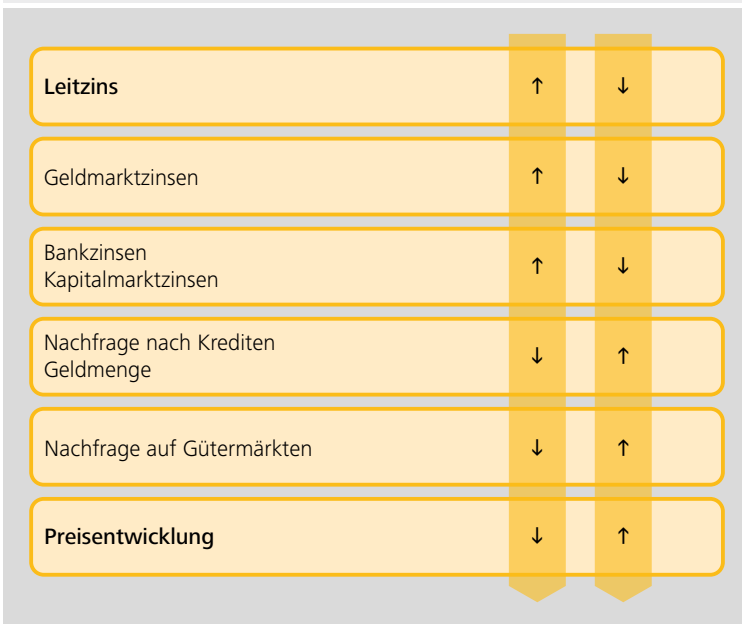 Leitzins ↑ ↓
Geldmarktzinsen ↑ ↓
Bankzinsen
Kapitalmarktzinsen ↑ ↓
Nachfrage nach Krediten
Geldmenge ↓ ↑
Nachfrage auf Gütermärkten ↓ ↑
Preisentwicklung ↓ ↑